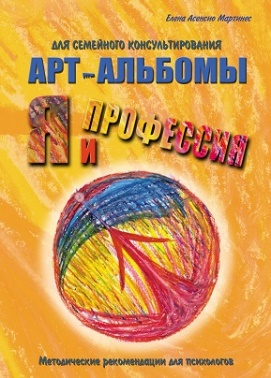 Елена Асенсио Мартинес
ДЛЯ СЕМЕЙНОГО КОНСУЛЬТИРОВАНИЯ
АРТ-АЛЬБОМЫ
Я И ПРОФЕССИЯ
Методические рекомендации для психологов